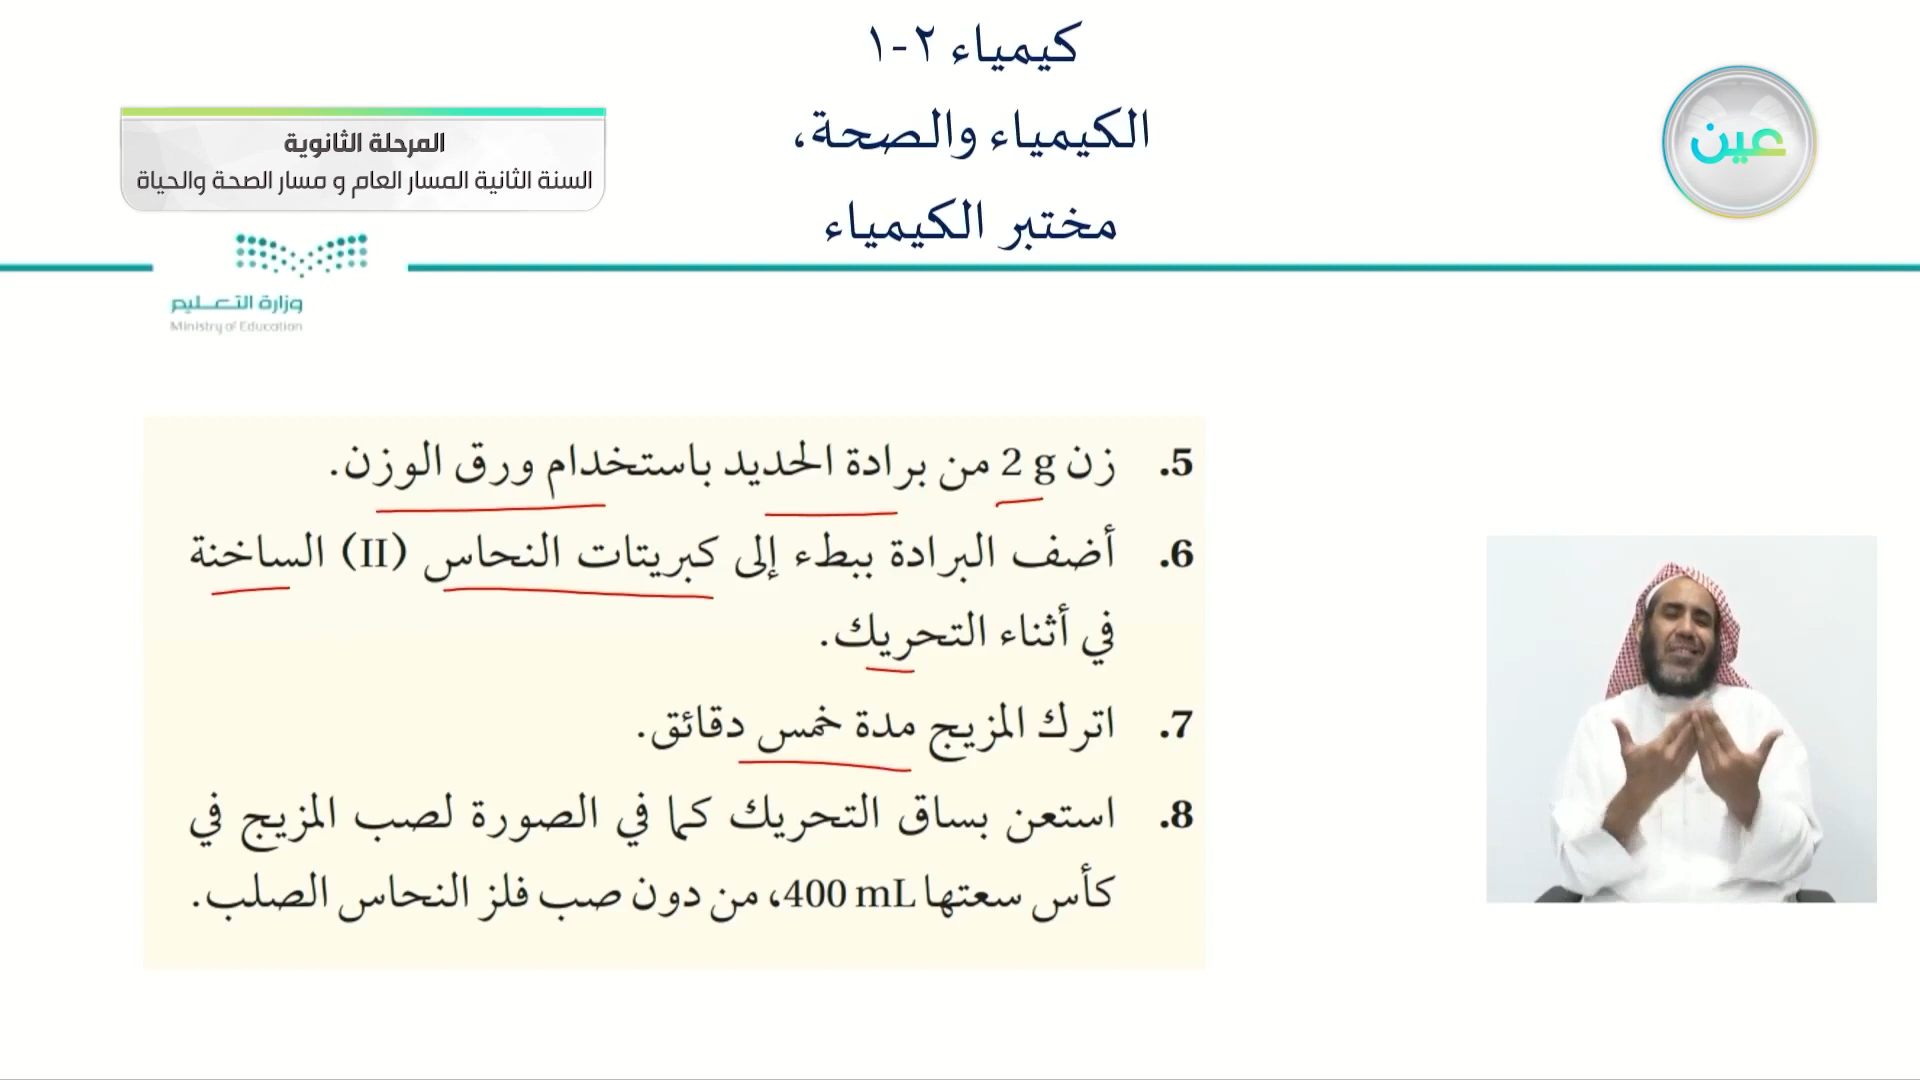 كيمياء ٢-١
الكيمياء والصحة،
مختبر الكيمياء
عين
المرحلة الثانوية
السنة الثانية المسار العام و مسار الصحة والحياة
وزارة التعليم
Ministry of Education
5. زن 2 g من برادة الحديد باستخدام ورق الوزن.
6. أضف البرادة ببطء إلى كبريتات النحاس (II) الساخنة
في أثناء التحريك.
7. اترك المزيج مدة خمس دقائق.
8. استعن بساق التحريك كما في الصورة لصب المزيج في
كأس سعتها 400 mL، من دون صب فلز النحاس الصلب.